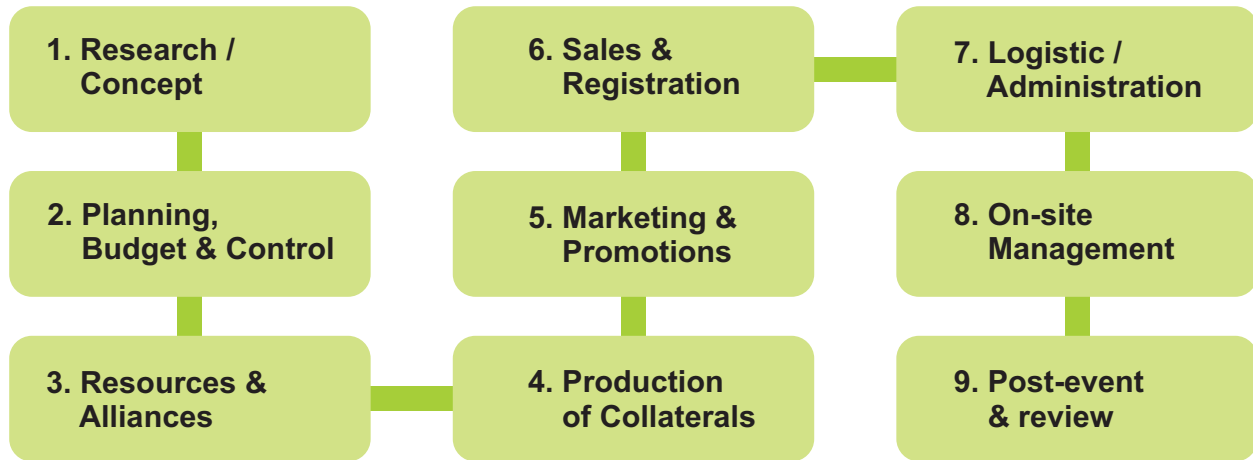 1. Research /
Concept
2. Planning,
Budget & Control
3. Resources &
Alliances
4. Production
of Collaterals
5. Marketing &
Promotions
6. Sales &
Registration
7. Logistic /
Administration
8. On-site
Management
9. Post-event
& review